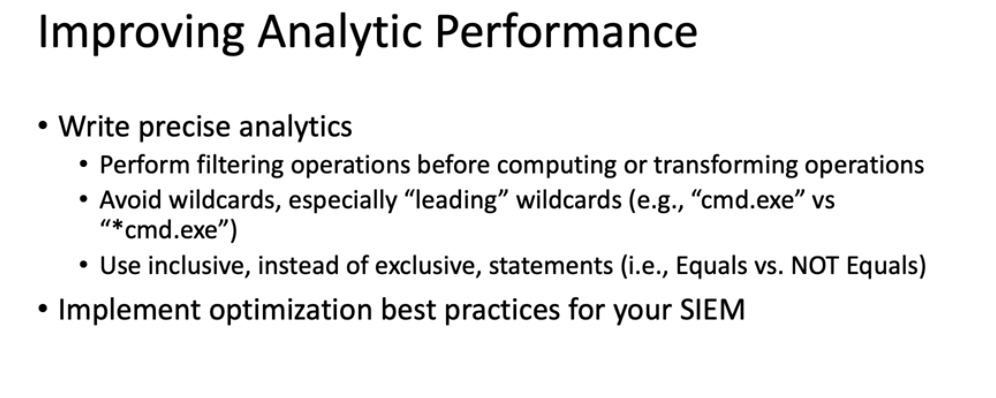 Improving Analytic Performance
• Write precise analytics
• Perform filtering operations before computing or transforming operations
• Avoid wildcards, especially “leading” wildcards (e.g., “cmd.exe” vs
“*cmd.exe”)
• Use inclusive, instead of exclusive, statements (i.e., Equals vs. NOT Equals)
• Implement optimization best practices for your SIEM